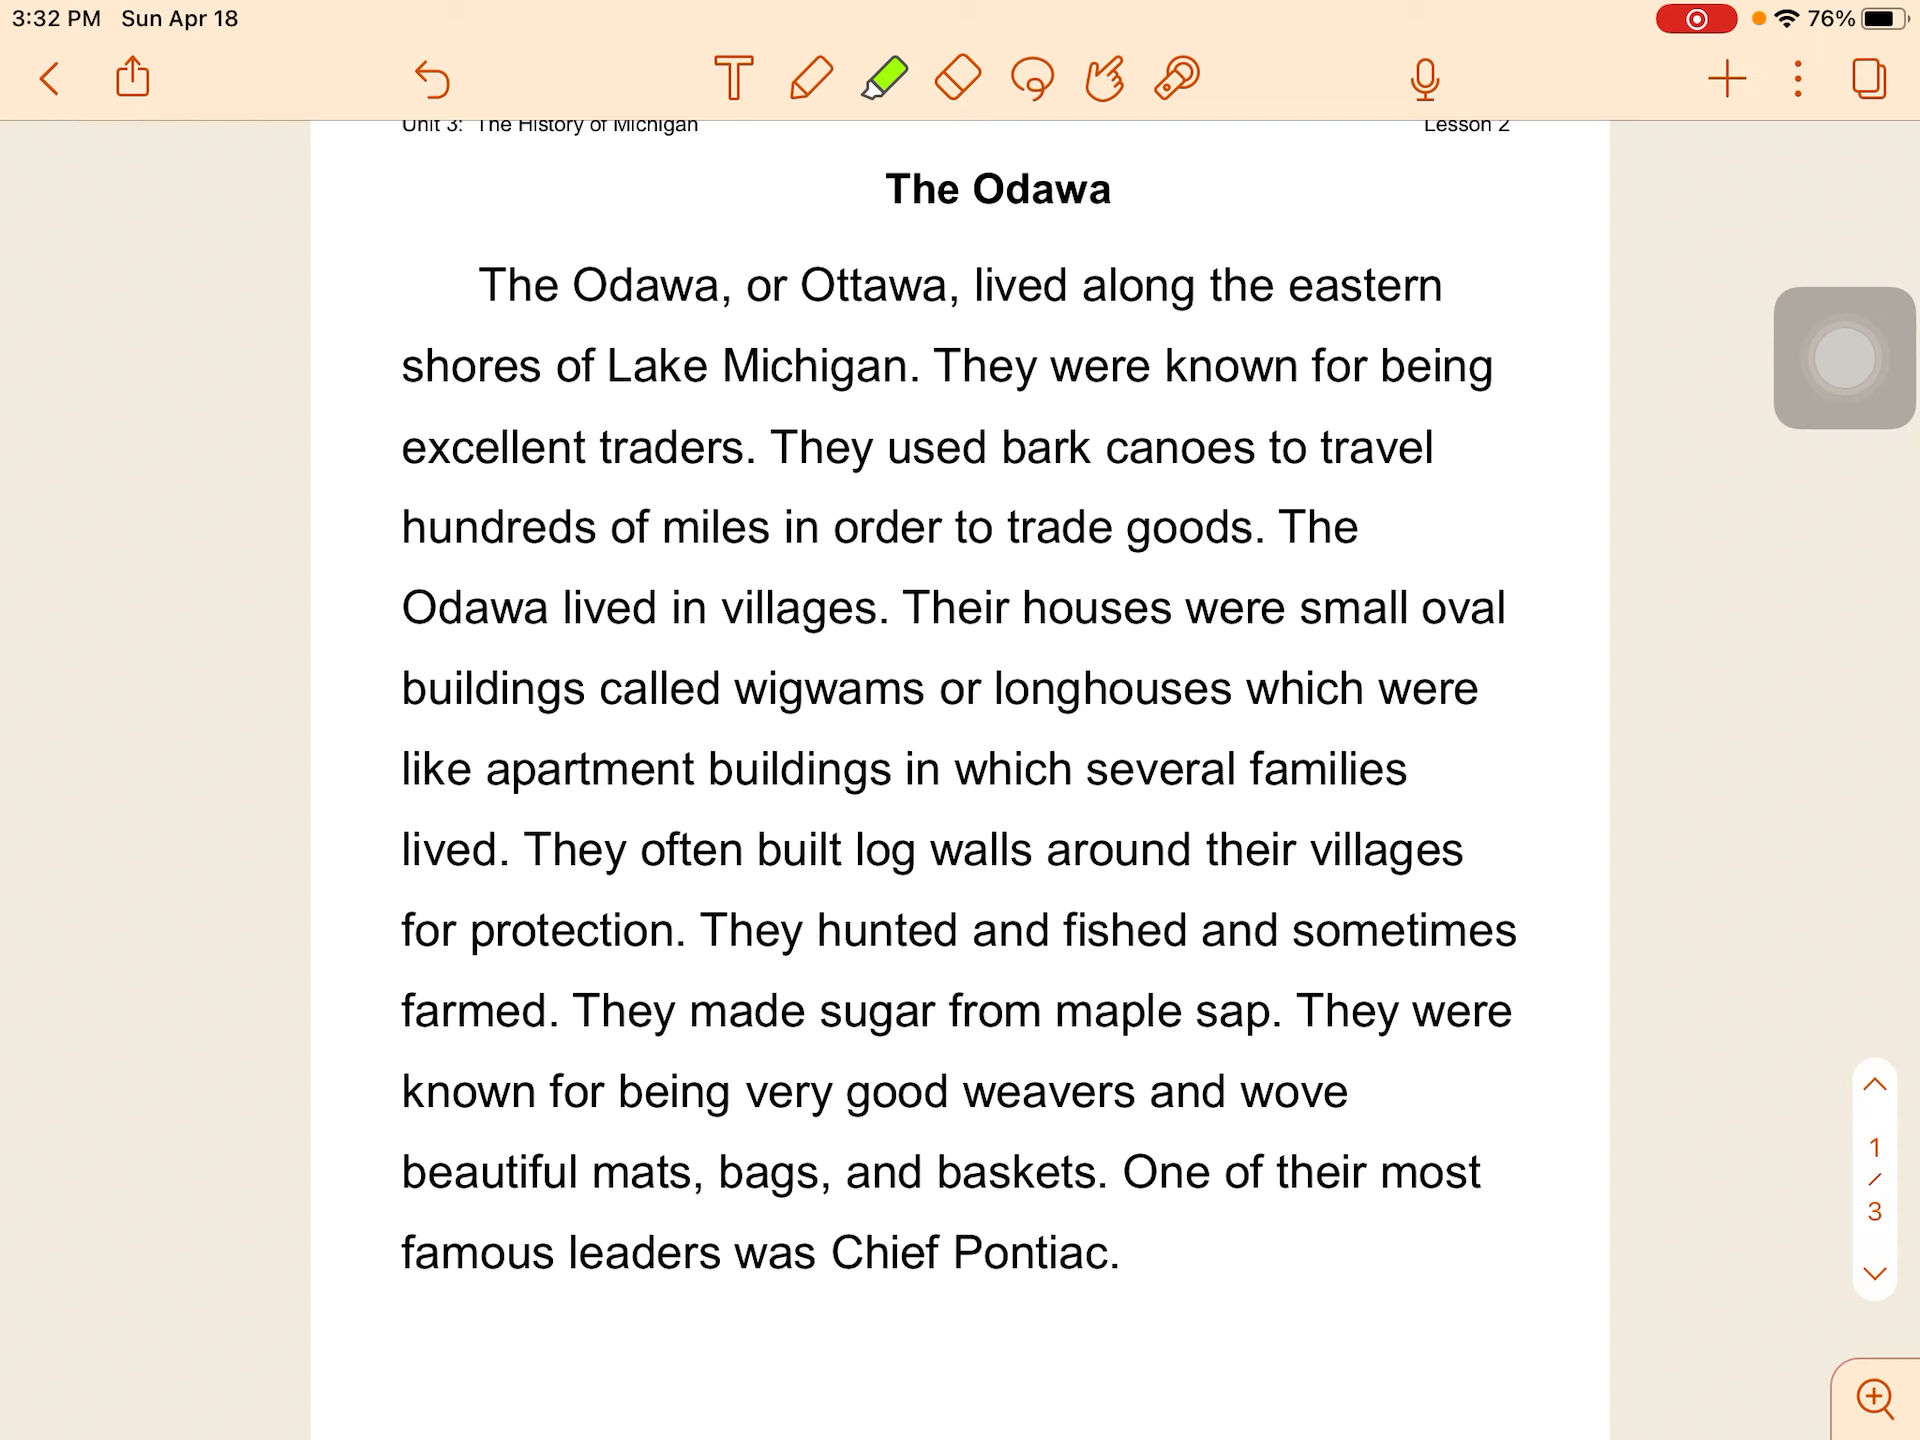 3:32 PM Sun Apr 18 76%
Unit 3: The History of Michigan Lesson 2
The Odawa
The Odawa, or Ottawa, lived along the eastern
shores of Lake Michigan. They were known for being
excellent traders. They used bark canoes to travel
hundreds of miles in order to trade goods. The
Odawa lived in villages. Their houses were small oval
buildings called wigwams or longhouses which were
like apartment buildings in which several families
lived. They often built log walls around their villages
for protection. They hunted and fished and sometimes
farmed. They made sugar from maple sap. They were
known for being very good weavers and wove
beautiful mats, bags, and baskets. One of their most
famous leaders was Chief Pontiac.
1
/
3